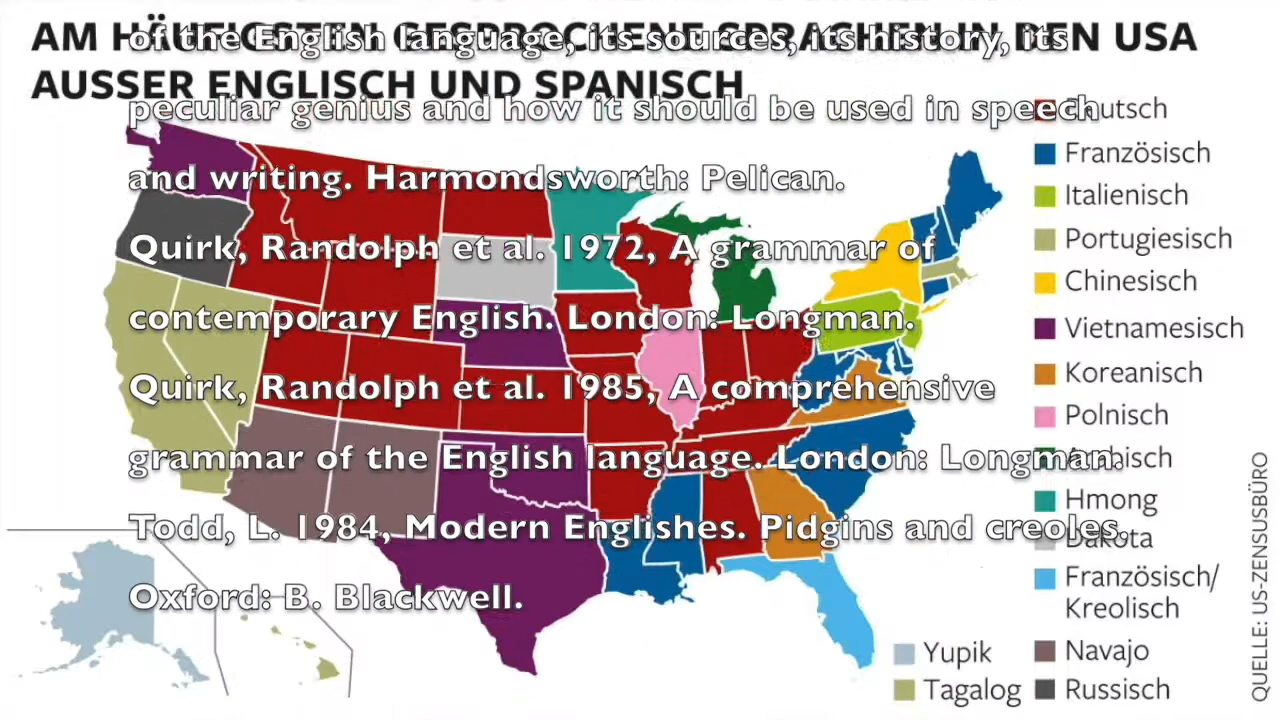 AM HÄUFIGSTEN GESPROCHENE SPRACHEN IN DEN USA
AUSSER ENGLISCH UND SPANISCH
of the English language, its sources, its history, its
peculiar genius and how it should be used in speech
and writing. Harmondsworth: Pelican.
Quirk, Randolph et al. 1972, A grammar of
contemporary English. London: Longman.
Quirk, Randolph et al. 1985, A comprehensive
grammar of the English language. London: Longman.
Todd, L. 1984, Modern Englishes. Pidgins and creoles.
Oxford: B. Blackwell.
Deutsch
Französisch
Italienisch
Portugiesisch
Chinesisch
Vietnamesisch
Koreanisch
Polnisch
Arabisch
Hmong
Dakota
Französisch/
Kreolisch
Navajo
Russisch
Yupik
Tagalog
QUELLE: US-ZENSUSBÜRO